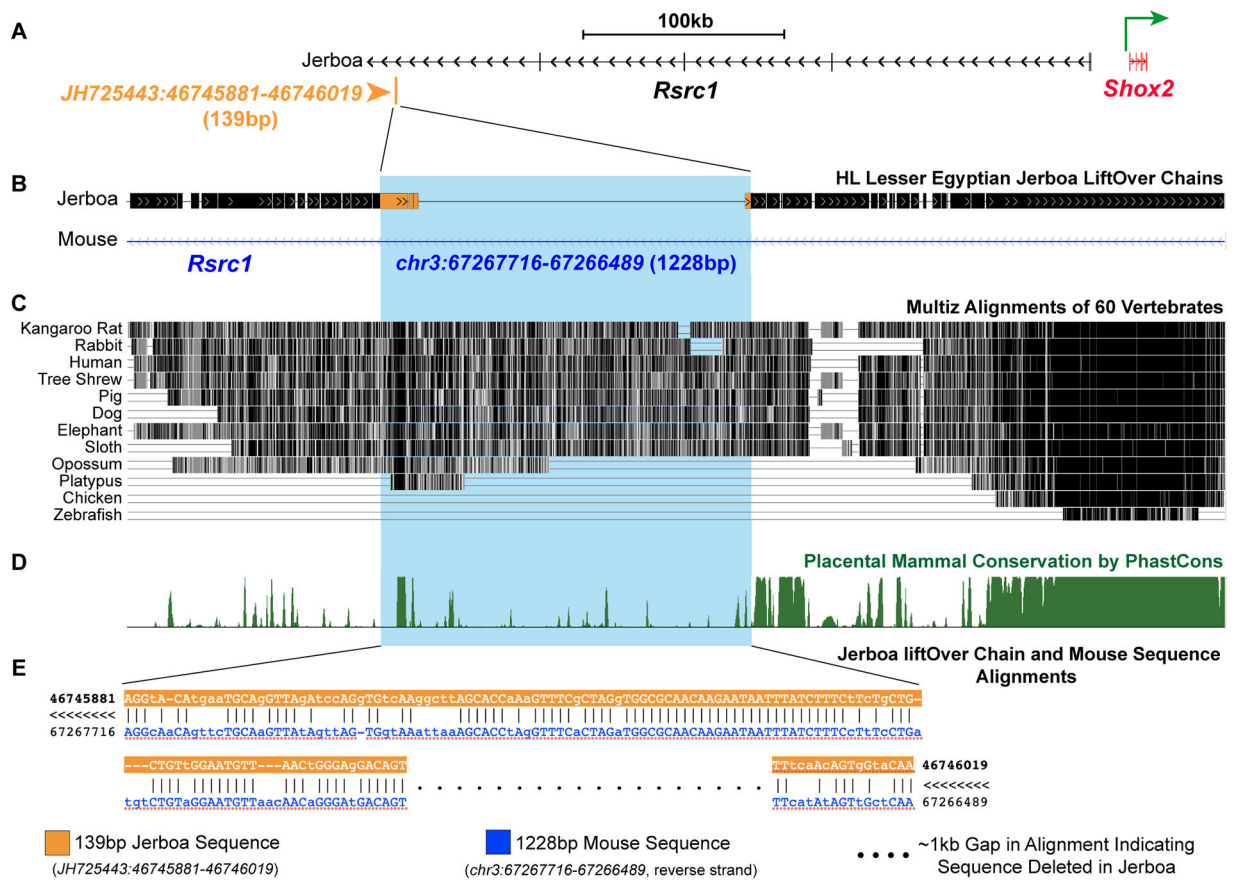 A
100kb
Jerboa
Rsrc1
Shox2
JH725443:46745881-46746019
(139bp)
B
HL Lesser Egyptian Jerboa LiftOver Chains
Jerboa
Mouse
Rsrc1
chr3:67267716-67266489 (1228bp)
C
Multiz Alignments of 60 Vertebrates
Kangaroo Rat
Rabbit
Human
Tree Shrew
Pig
Dog
Elephant
Sloth
Opossum
Platypus
Chicken
Zebrafish
D
Placental Mammal Conservation by PhastCons
Jerboa liftOver Chain and Mouse Sequence
Alignments
E
46745881 AGGtA-CAtgaaTGCAgGTTAgAtccAGgTGtcAAggcttAGCACCaAaGTTTCgCTAGgTGGCGCAACAAGAATAATTTATCTTTCtTtCTgCTG-
<<<<<<<<
67267716 AGGcAaCAgttcTGCAaGTTAtAgttAG-TGgtAAattaaAGCACCtAgGTTTCaCTAGaTGGCGCAACAAGAATAATTTATCTTTCcTtTcCTGa
---CTGTtGGAATGTT---AACtGGGAgGACAGT TTtcaAcAGTgGtaCAA 46746019
. . . . . . . . . . . . . . . . . . <<<<<<<<
tgtCTGTaGGAATGTTaacAACaGGGAtGACAGT TTcatAtAGTtGctCAA 67266489
139bp Jerboa Sequence
(JH725443:46745881-46746019)
1228bp Mouse Sequence
(chr3:67267716-67266489, reverse strand)
. . . . ~1kb Gap in Alignment Indicating
Sequence Deleted in Jerboa